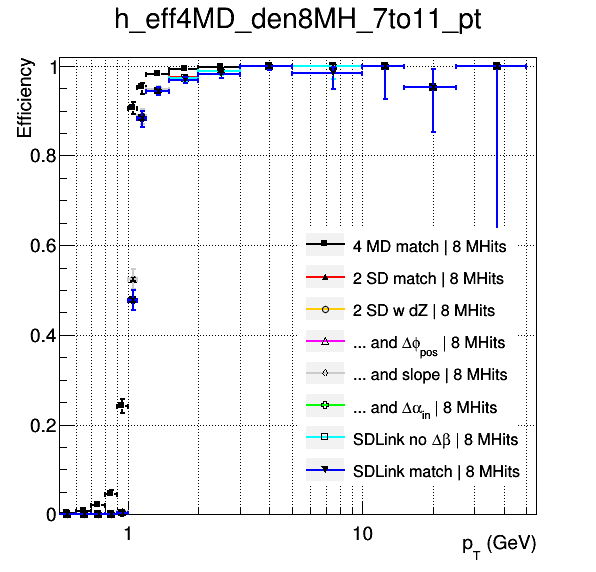 h_eff4MD_den8MH_7to11_pt
Efficiency
1
0.8
0.6
0.4
0.2
0
4 MD match | 8 MHits
2 SD match | 8 MHits
2 SD w dZ | 8 MHits
... and Δϕpos | 8 MHits
... and slope | 8 MHits
... and Δαin | 8 MHits
SDLink no Δβ | 8 MHits
SDLink match | 8 MHits
1
10
pT (GeV)